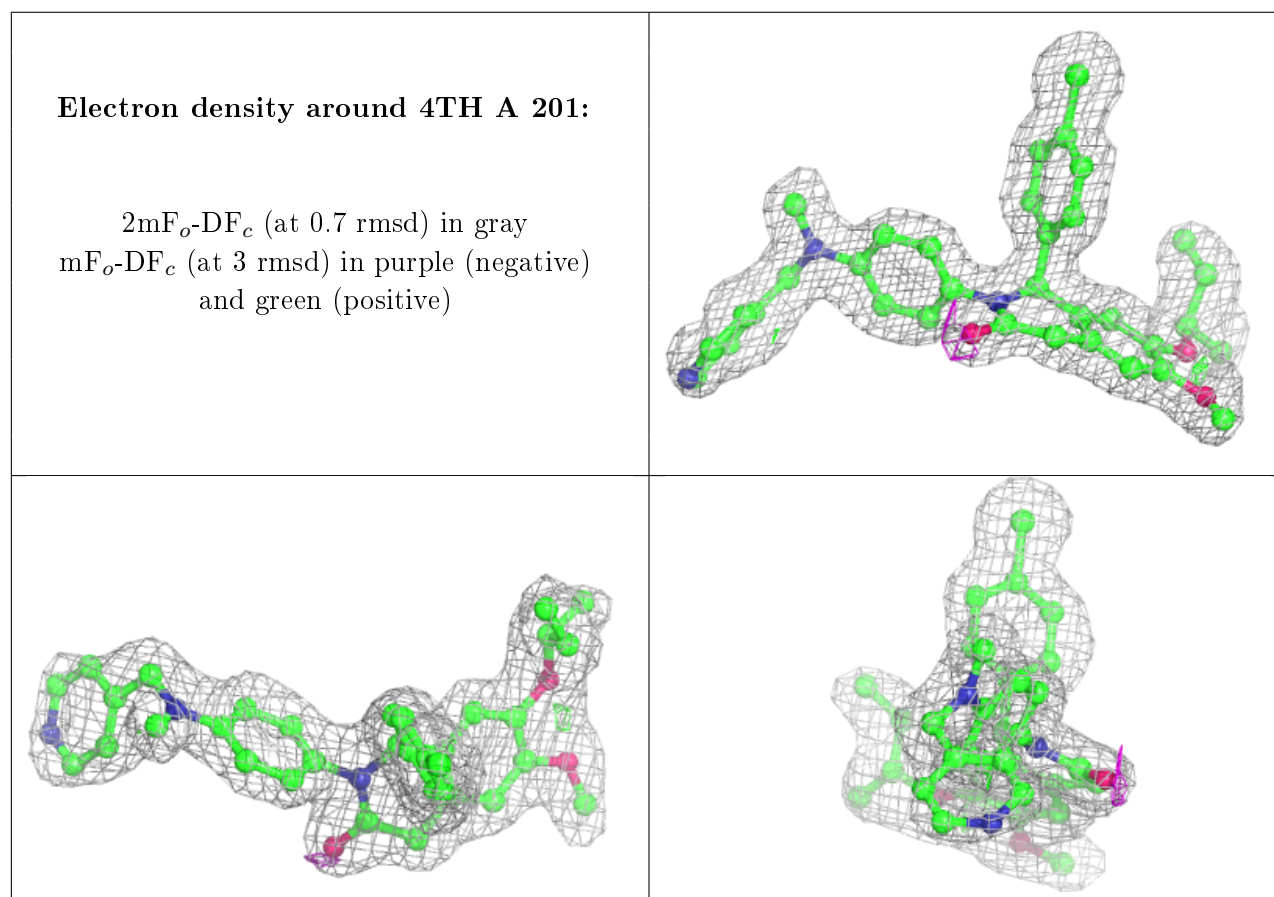 Electron density around 4TH A 201:
2mFo-DFc (at 0.7 rmsd) in gray
mFo-DFc (at 3 rmsd) in purple (negative)
and green (positive)